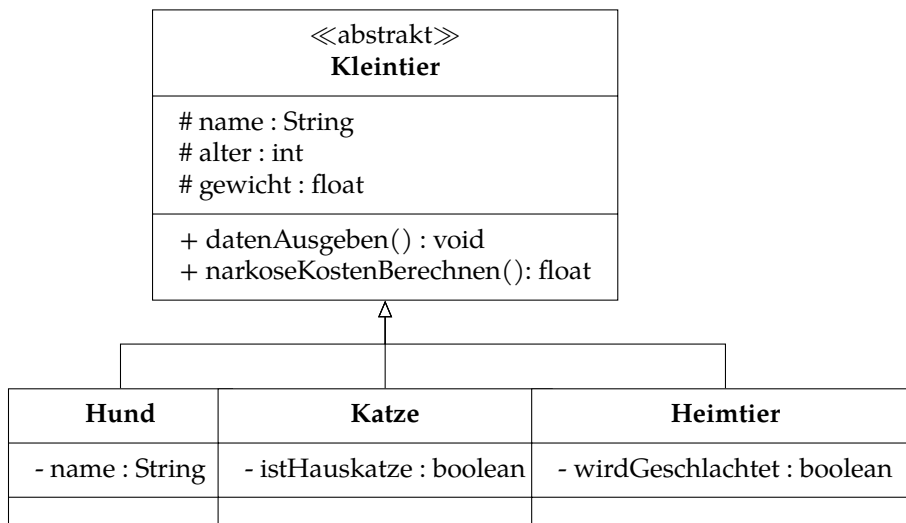 ≪abstrakt≫
Kleintier
# name : String
# alter : int
# gewicht : float
+ datenAusgeben() : void
+ narkoseKostenBerechnen(): float
Hund
- name : String
Katze
- istHauskatze : boolean
Heimtier
- wirdGeschlachtet : boolean